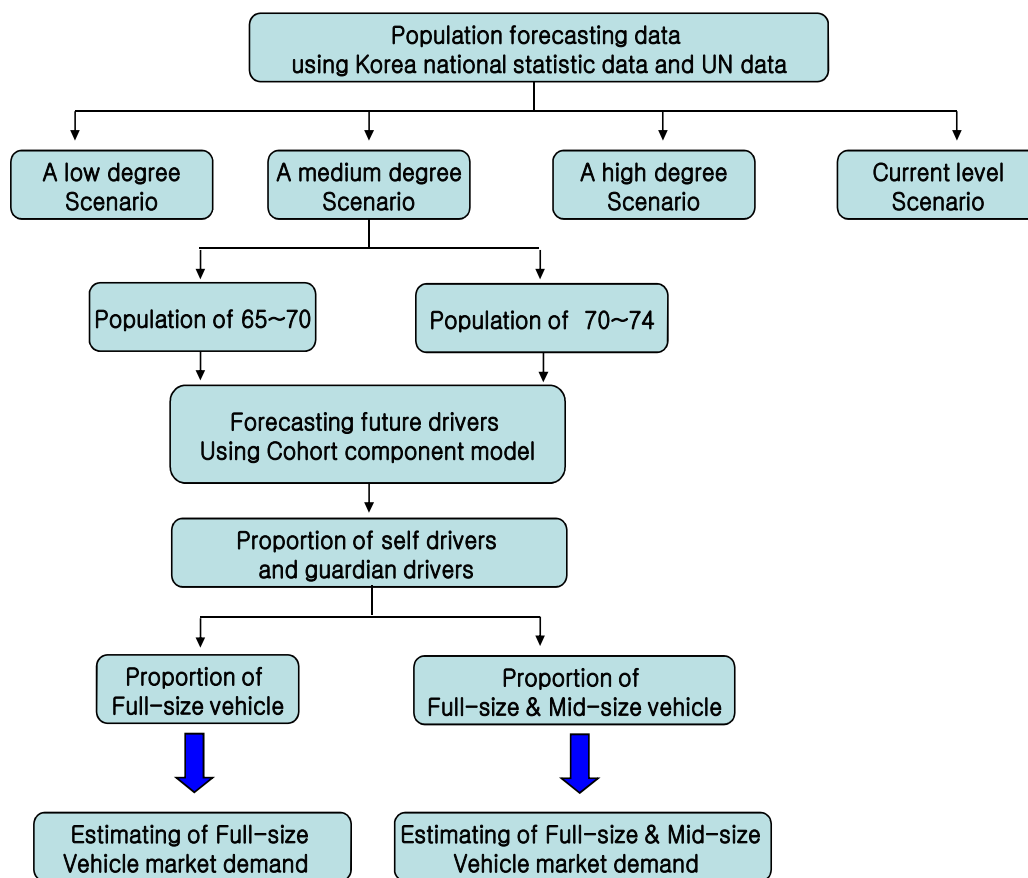 Population forecasting data
using Korea national statistic data and UN data
A low degree
Scenario
A medium degree
Scenario
A high degree
Scenario
Current level
Scenario
Population of 65~70
Population of 70~74
Forecasting future drivers
Using Cohort component model
Proportion of self drivers
and guardian drivers
Proportion of
Full-size vehicle
Proportion of
Full-size & Mid-size vehicle
Estimating of Full-size
Vehicle market demand
Estimating of Full-size & Mid-size
Vehicle market demand